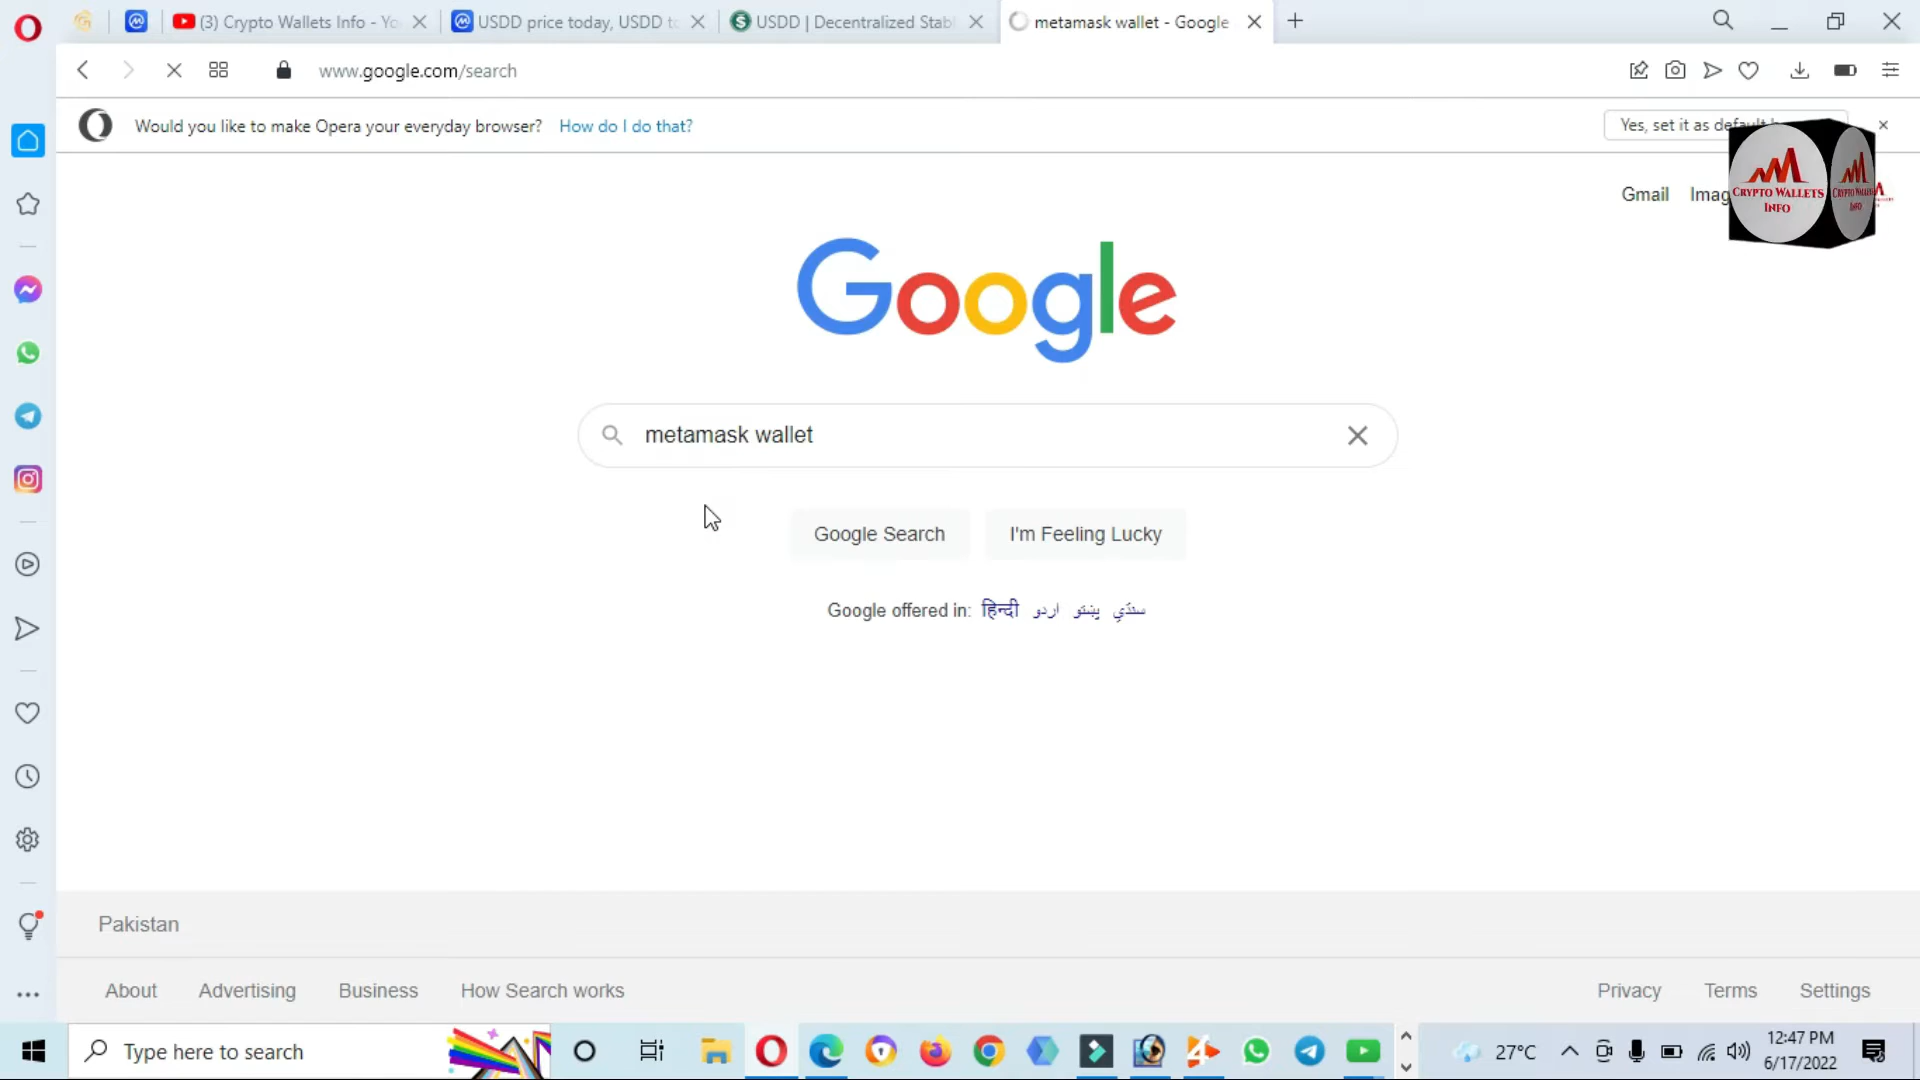 (3) Crypto Wallets Info - Yo
USDD price today, USDD to
USDD | Decentralized Stabl
metamask wallet - Google
www.google.com/search
Would you like to make Opera your everyday browser? How do I do that?
Yes, set it as default
Gmail
Imag
CRYPTO WALLETS
INFO
Google
metamask wallet
Google Search
I'm Feeling Lucky
Google offered in: हिन्दी اردو پښتو سنڌي
Pakistan
About
Advertising
Business
How Search works
Privacy
Terms
Settings
Type here to search
27°C
12:47 PM
6/17/2022